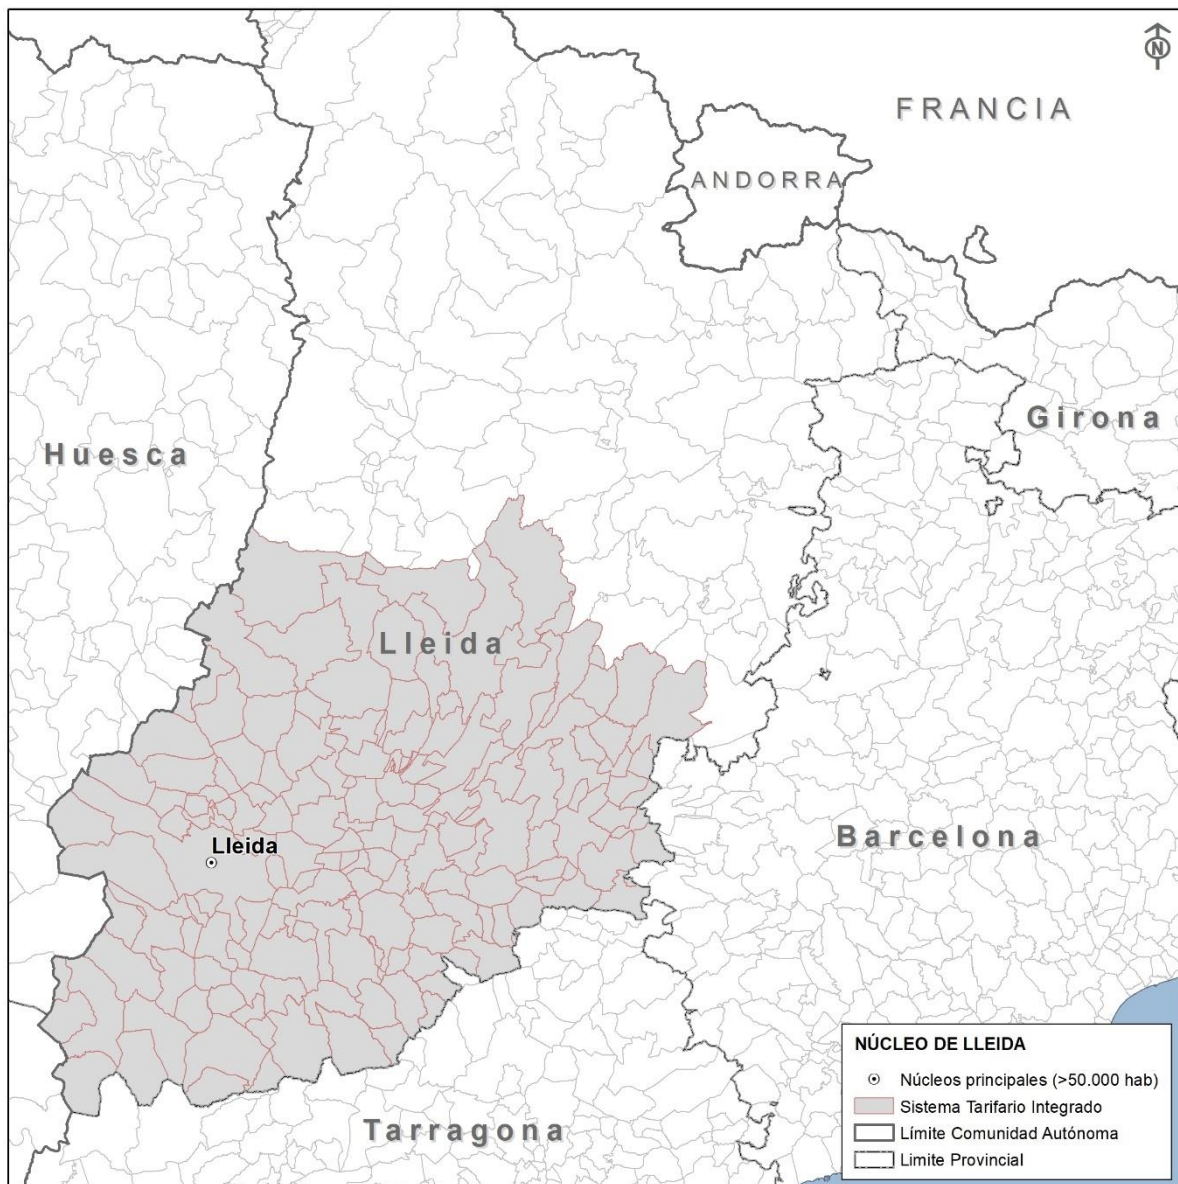 N
FRANCIA
ANDORRA
Girona
Huesca
Lleida
Lleida
Barcelona
Tarragona
NÚCLEO DE LLEIDA
Núcleos principales (>50.000 hab)
Sistema Tarifario Integrado
Límite Comunidad Autónoma
Limite Provincial